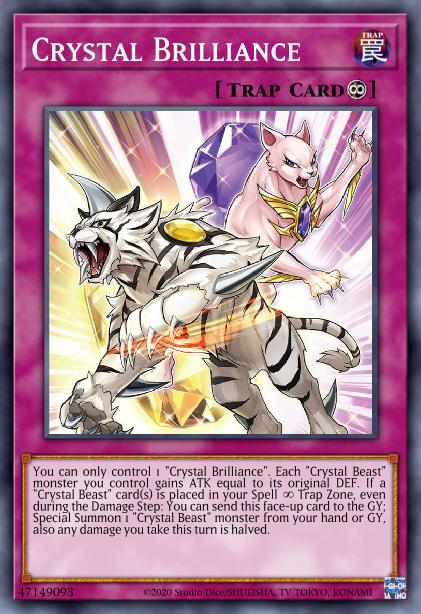 CRYSTAL BRILLIANCE
TRAP
罠
[TRAP CARD∞]
You can only control 1 "Crystal Brilliance". Each "Crystal Beast"
monster you control gains ATK equal to its original DEF. If a
"Crystal Beast" card(s) is placed in your Spell ∞ Trap Zone, even
during the Damage Step: You can send this face-up card to the GY;
Special Summon 1 "Crystal Beast" monster from your hand or GY,
also any damage you take this turn is halved.
47149093
©2020 Studio Dice/SHUEISHA, TV TOKYO, KONAMI